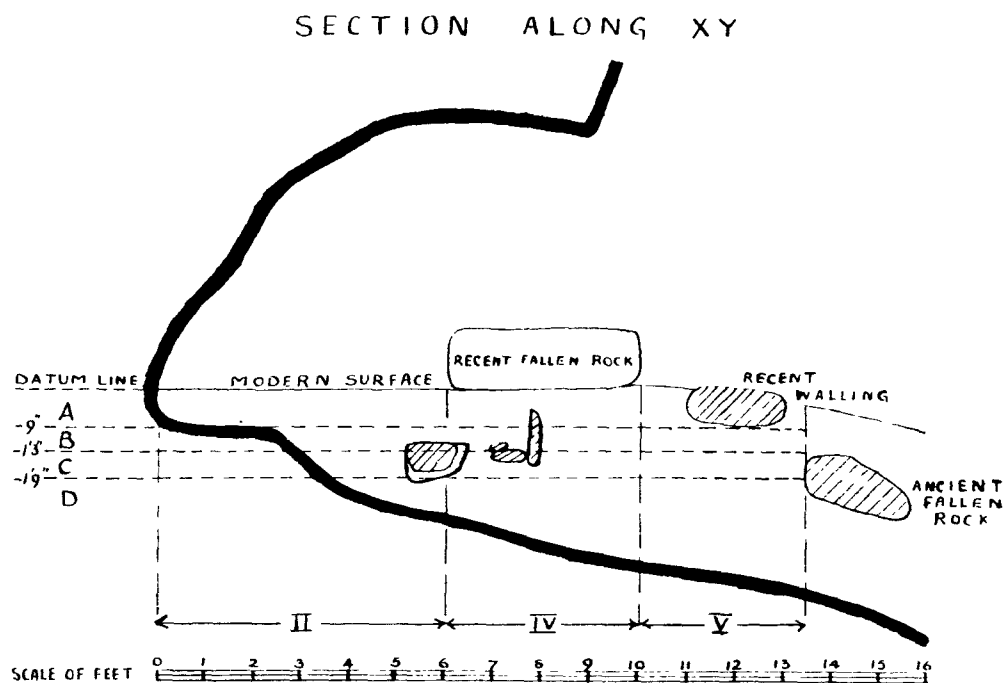 SECTION ALONG XY
RECENT FALLEN ROCK
DATUM LINE
MODERN SURFACE
RECENT
WALLING
A
-9"
B
-1'3"
C
-1'9"
D
ANCIENT
FALLEN
ROCK
II IV V
SCALE OF FEET 0 1 2 3 4 5 6 7 8 9 10 11 12 13 14 15 16